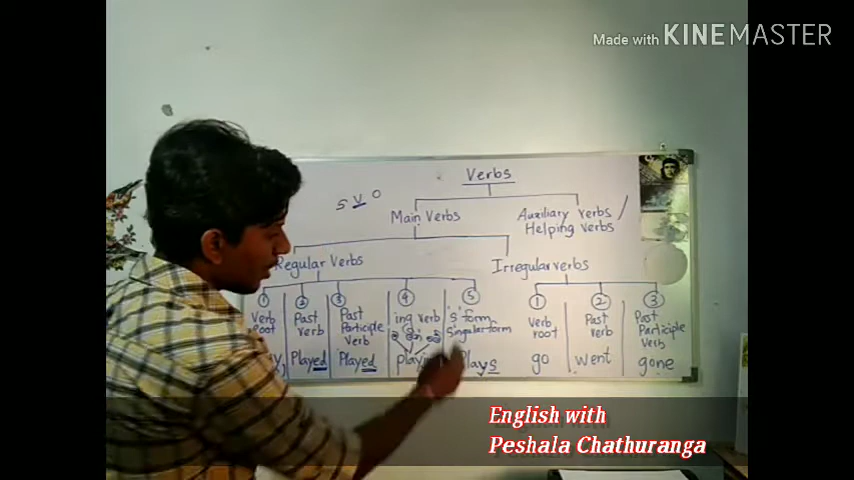 Made with KINEMASTER
Verbs
S V O
Main Verbs
Auxiliary verbs /
Helping verbs
Regular Verbs
Irregular verbs
1 2 3 4 5
1 2 3
Verb
Root
Past
verb
Past
Participle
Verb
ing verb
's' form
Singular form
Verb
root
Past
verb
Past
Participle
Verb
Played
Played
Plays
go
went
gone
English with
Peshala Chathuranga